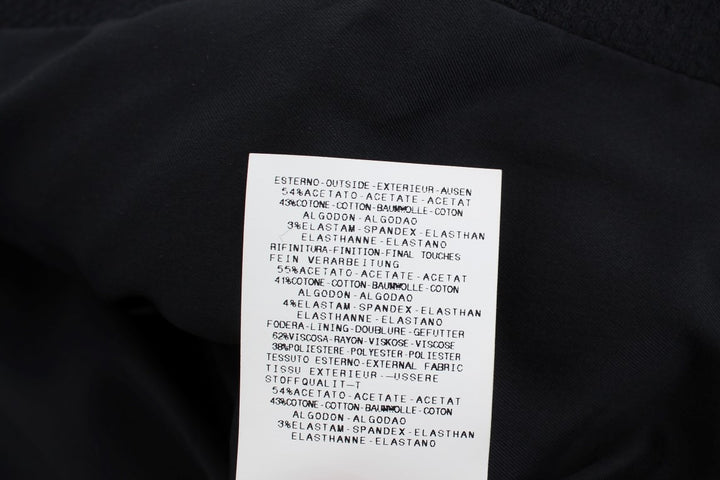 ESTERNO-OUTSIDE-EXTERIEUR-AUSEN
54%ACETATO-ACETATE-ACETAT
43%COTONE-COTTON-BAUMWOLLE-COTON
ALGODON-ALGODAO
3%ELASTAM-SPANDEX-ELASTHAN
ELASTHANNE-ELASTANO
RIFINITURA-FINITION-FINAL TOUCHES
FEIN VERARBEITUNG
55%ACETATO-ACETATE-ACETAT
41%COTONE-COTTON-BAUMWOLLE-COTON
ALGODON-ALGODAO
4%ELASTAM-SPANDEX-ELASTHAN
ELASTHANNE-ELASTANO
FODERA-LINING-DOUBLURE-GEFUTTER
62%VISCOSA-RAYON-VISKOSE-VISCOSE
38%POLIESTERE-POLYESTER-POLIESTER
TESSUTO ESTERNO-EXTERNAL FABRIC
TISSU EXTERIEUR-—USSERE
STOFFQUALIT—T
54%ACETATO-ACETATE-ACETAT
43%COTONE-COTTON-BAUMWOLLE-COTON
ALGODON-ALGODAO
3%ELASTAM-SPANDEX-ELASTHAN
ELASTHANNE-ELASTANO